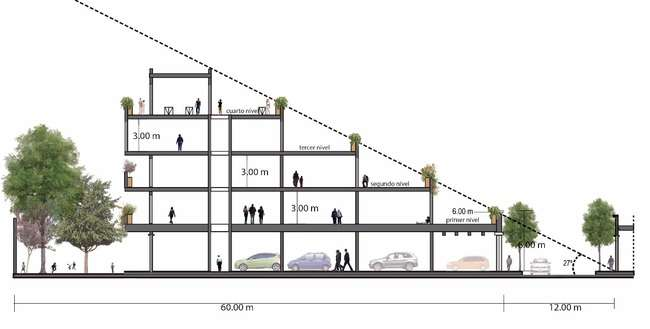 cuarto nivel
3.00 m
tercer nivel
3.00 m
segundo nivel
3.00 m
6.00 m
primer nivel
6.00 m
27°
60.00 m
12.00 m